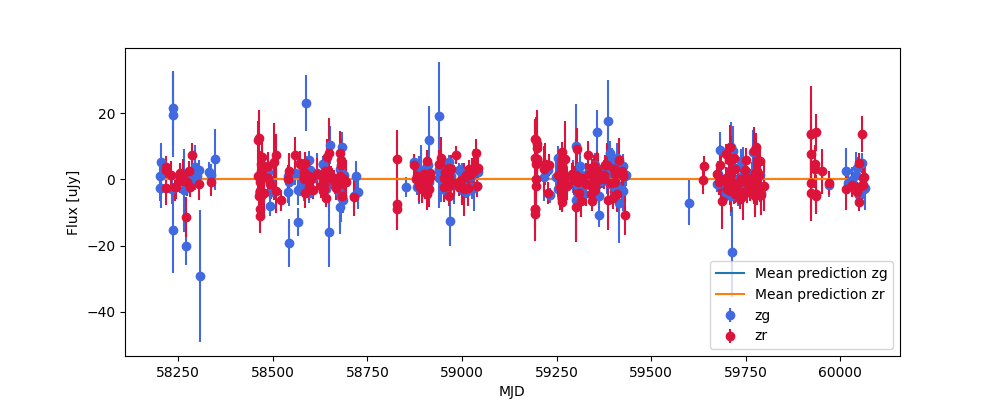 20
0
−20
−40
Flux [uJy]
58250 58500 58750 59000 59250 59500 59750 60000
MJD
Mean prediction zg
Mean prediction zr
zg
zr